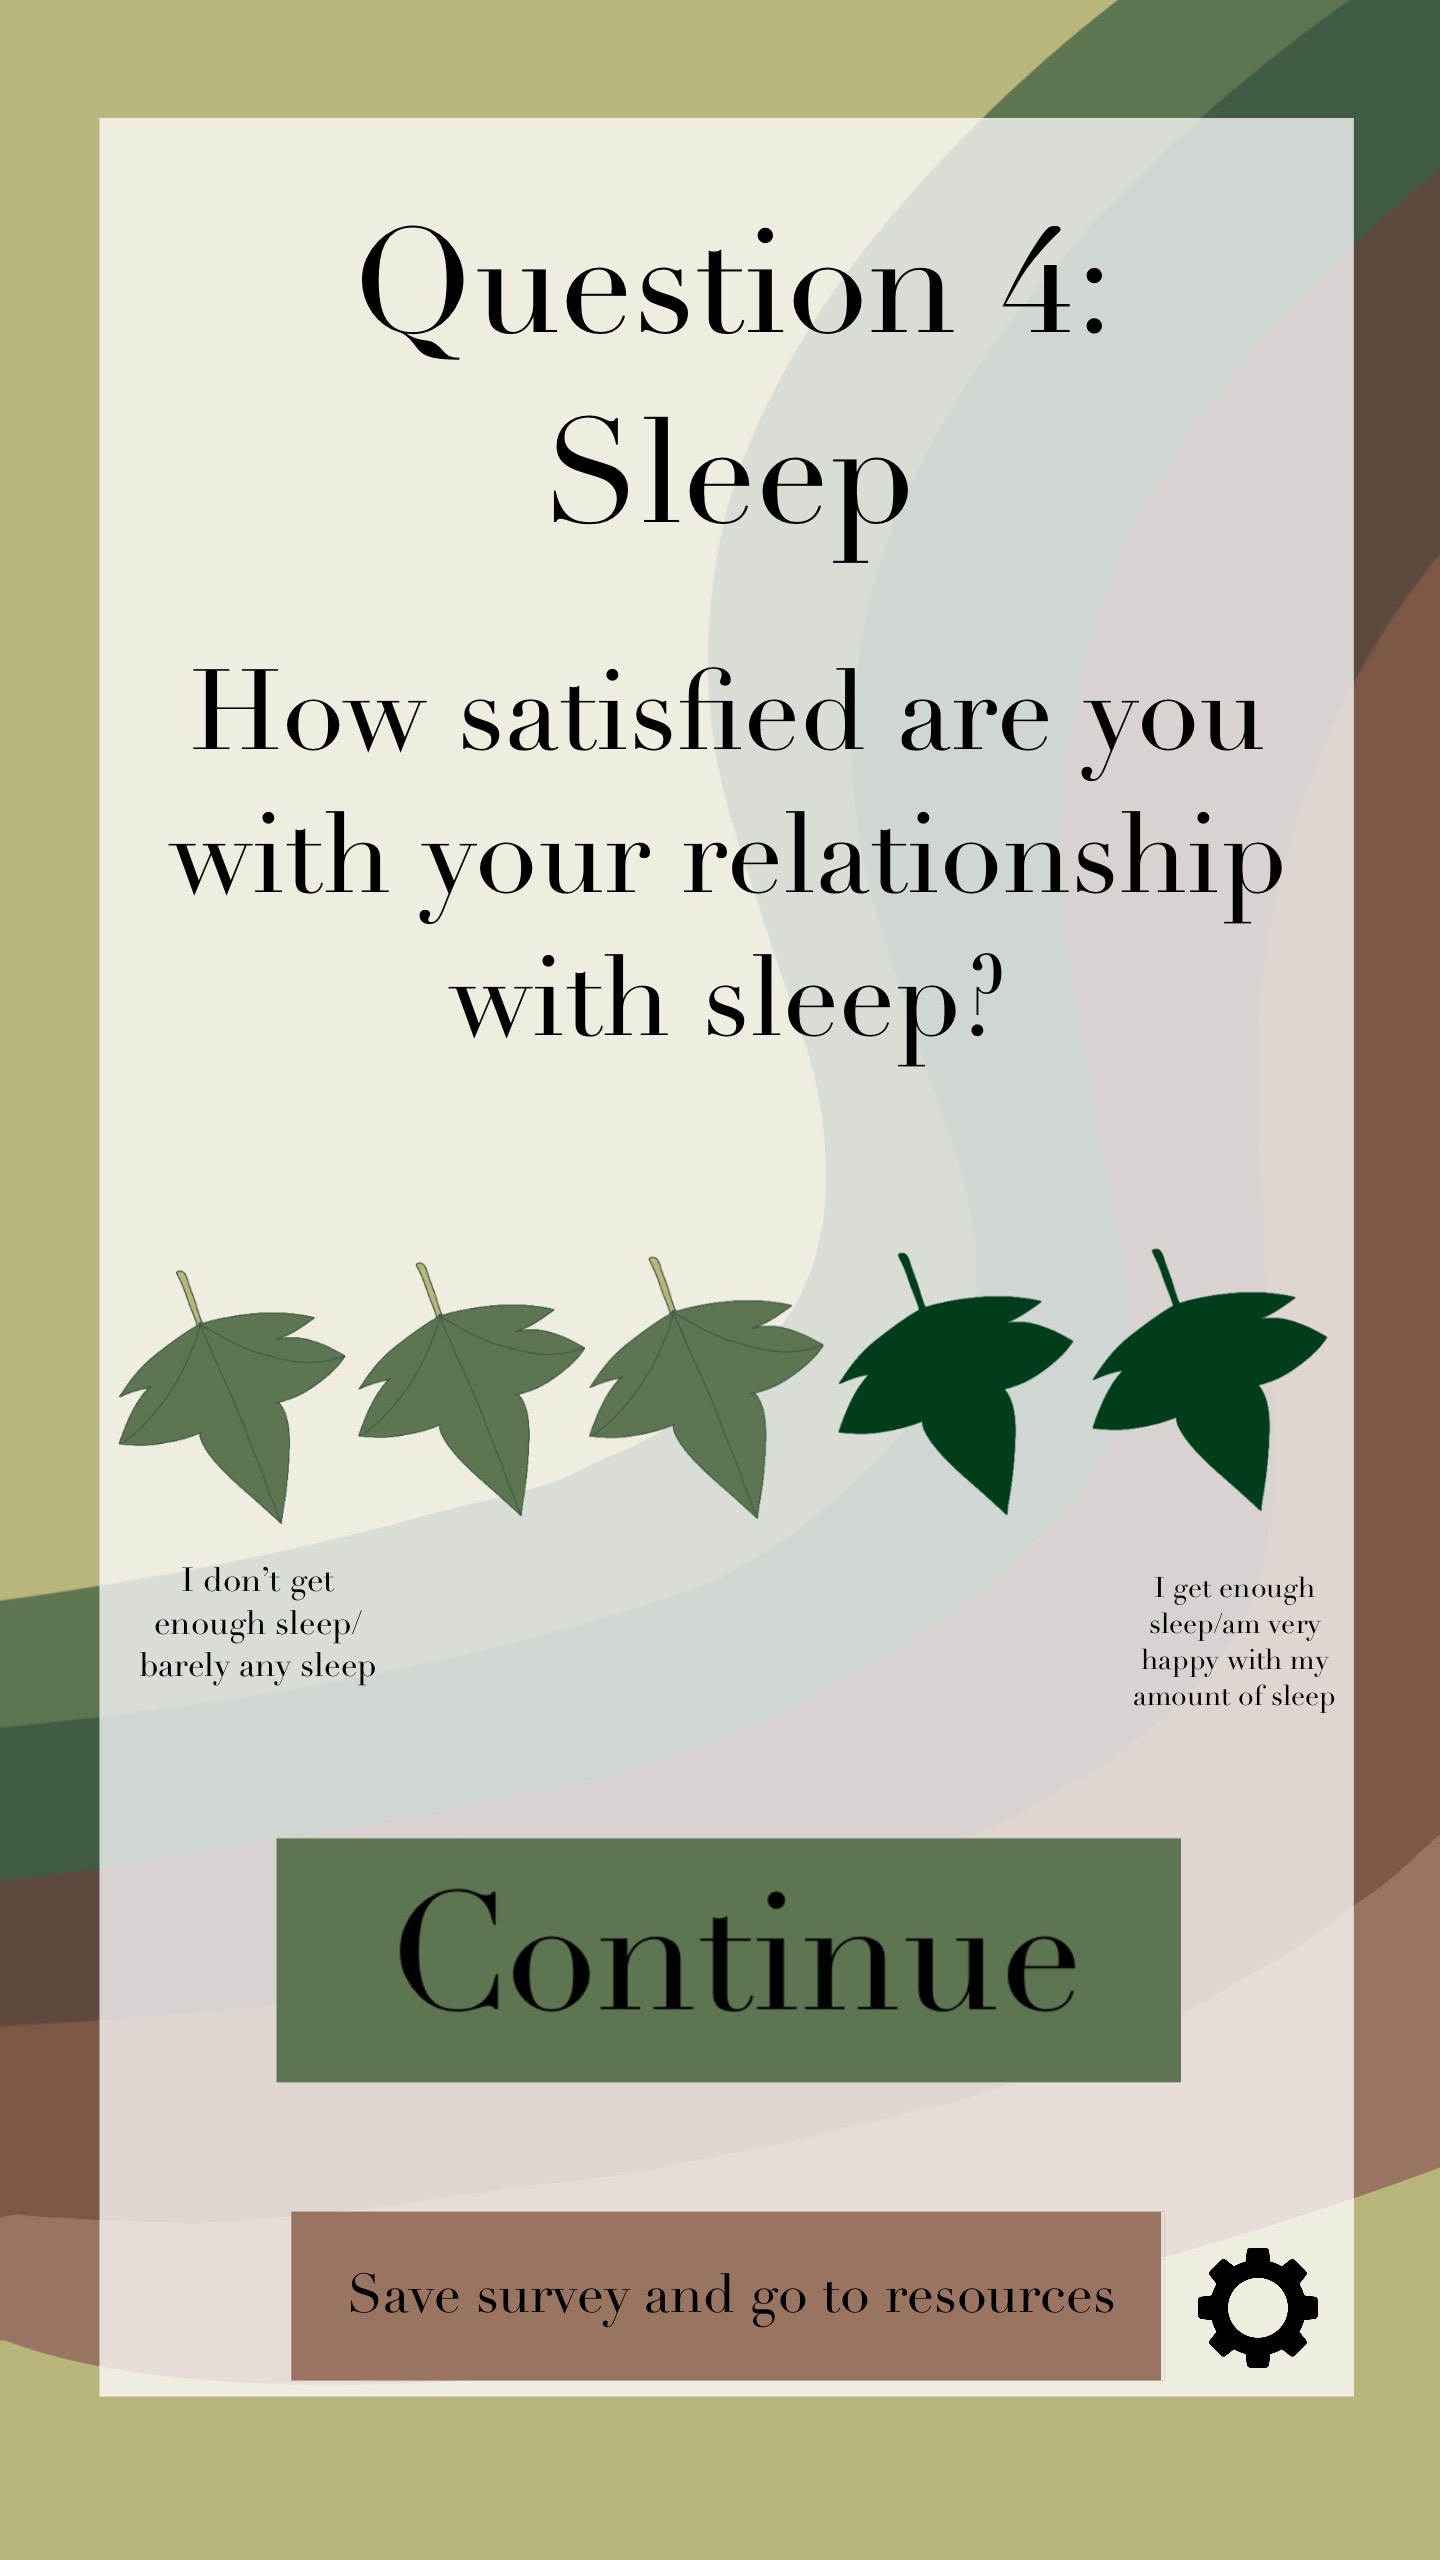 Question 4:
Sleep
How satisfied are you
with your relationship
with sleep?
I don’t get
enough sleep/
barely any sleep
I get enough
sleep/am very
happy with my
amount of sleep
Continue
Save survey and go to resources